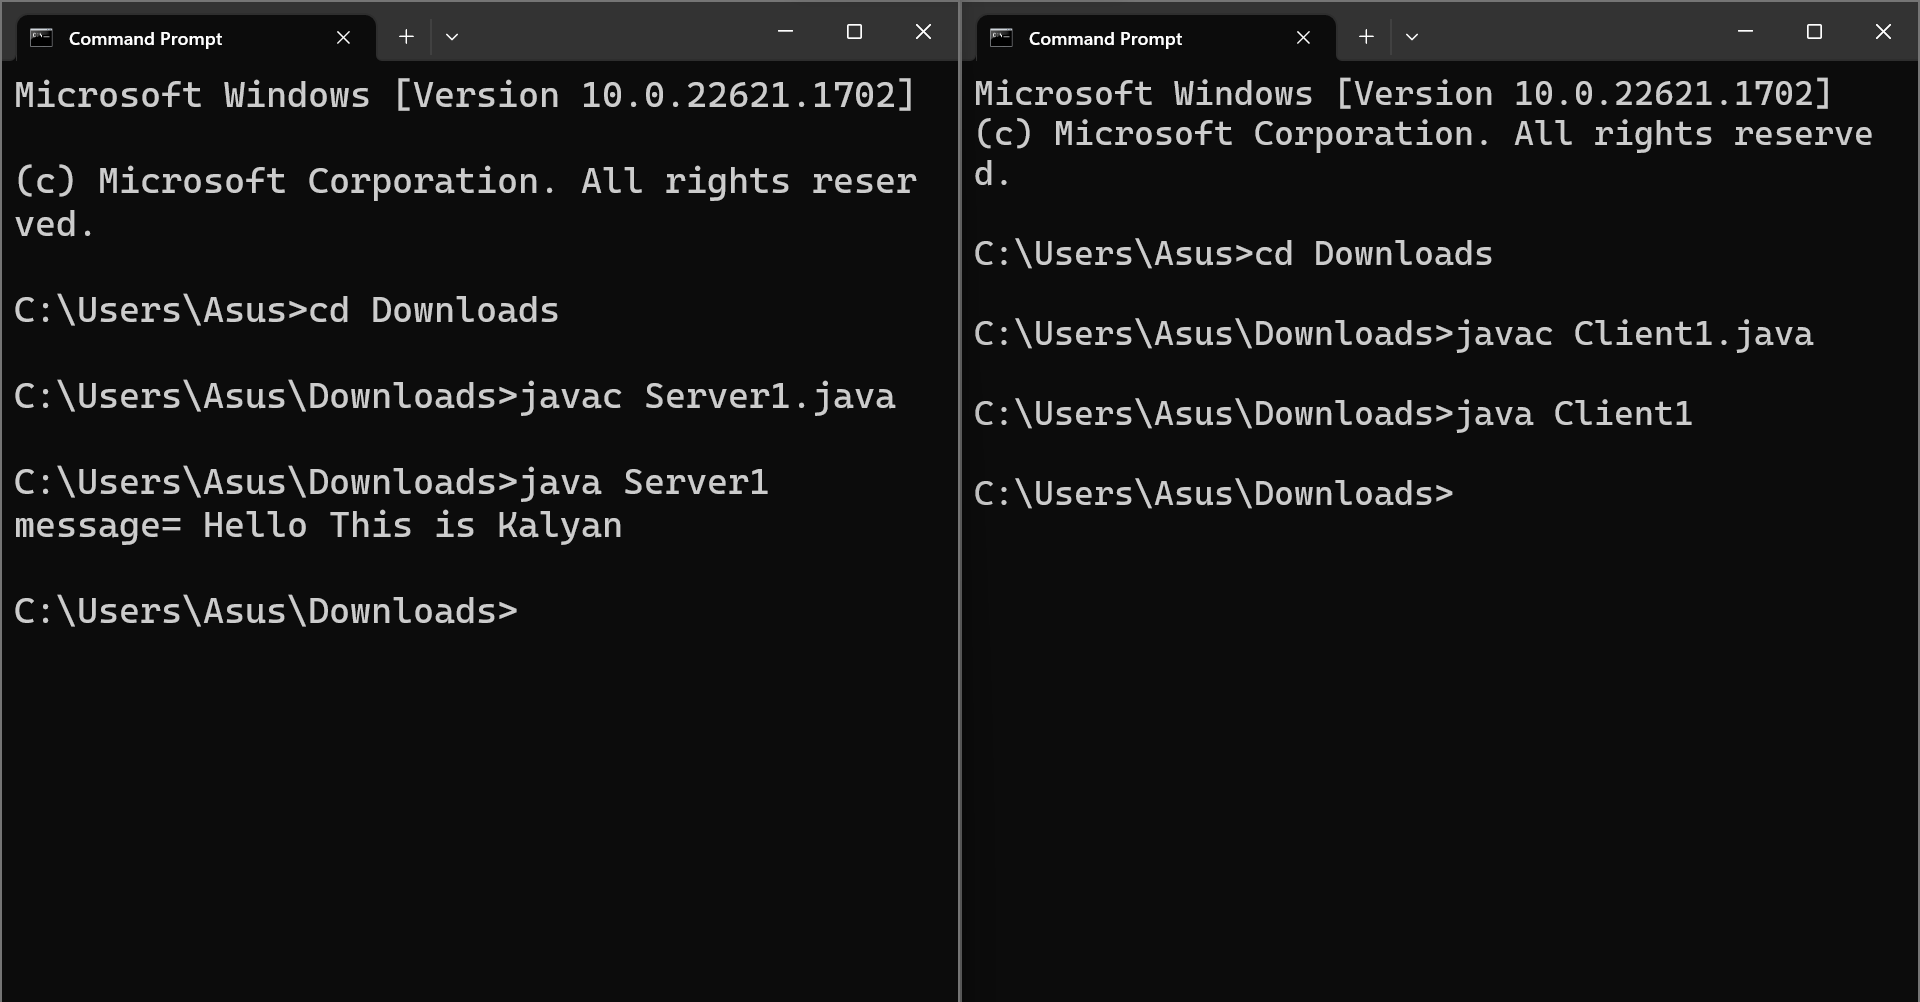 Command Prompt
Microsoft Windows [Version 10.0.22621.1702]
(c) Microsoft Corporation. All rights reser
ved.
C:\Users\Asus>cd Downloads
C:\Users\Asus\Downloads>javac Server1.java
C:\Users\Asus\Downloads>java Server1
message= Hello This is Kalyan
C:\Users\Asus\Downloads>
Command Prompt
Microsoft Windows [Version 10.0.22621.1702]
(c) Microsoft Corporation. All rights reserve
d.
C:\Users\Asus>cd Downloads
C:\Users\Asus\Downloads>javac Client1.java
C:\Users\Asus\Downloads>java Client1
C:\Users\Asus\Downloads>